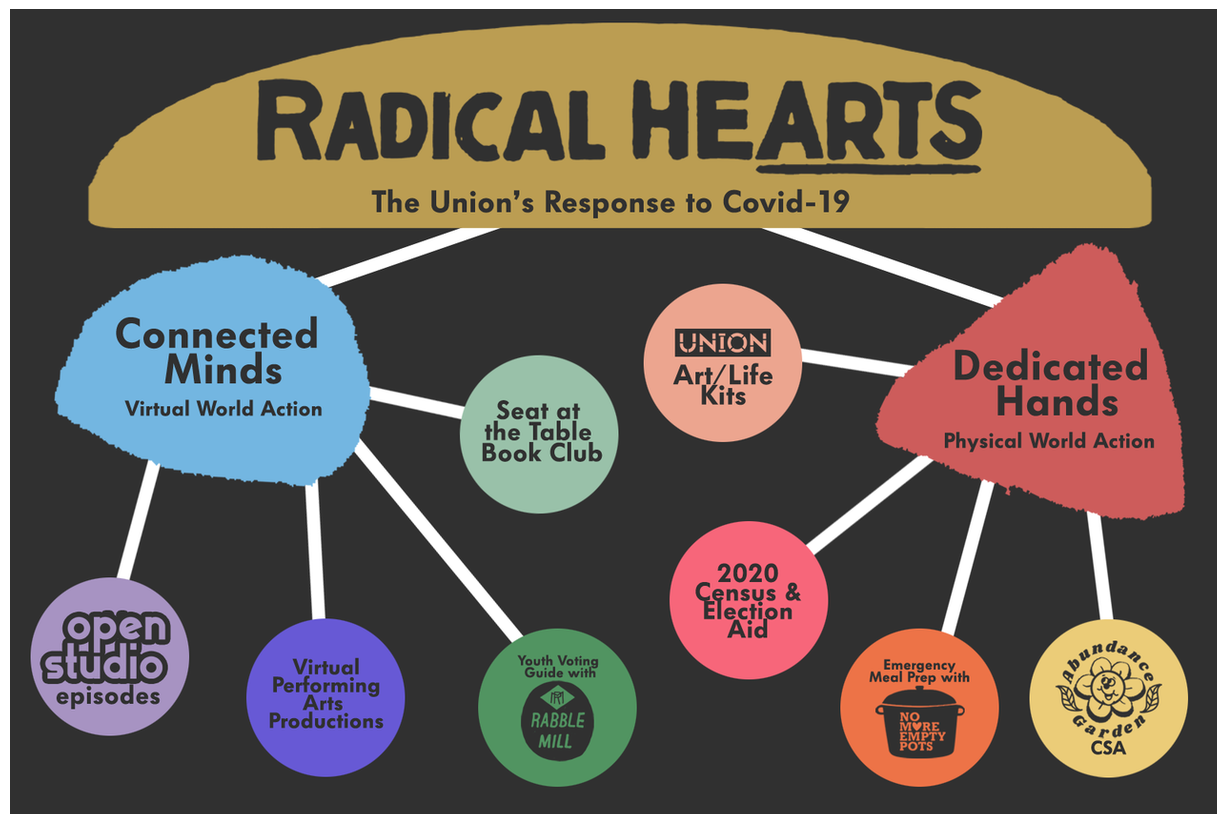 RADICAL HEARTS
The Union's Response to Covid-19
Connected
Minds
Virtual World Action
Seat at
the Table
Book Club
open
studio
episodes
Virtual
Performing
Arts
Productions
Youth Voting
Guide with
RM
RABBLE
MILL
UNION
Art/Life
Kits
Dedicated
Hands
Physical World Action
2020
Census &
Election
Aid
Emergency
Meal Prep with
NO
MORE
EMPTY
POTS
Abundance
Garden
CSA